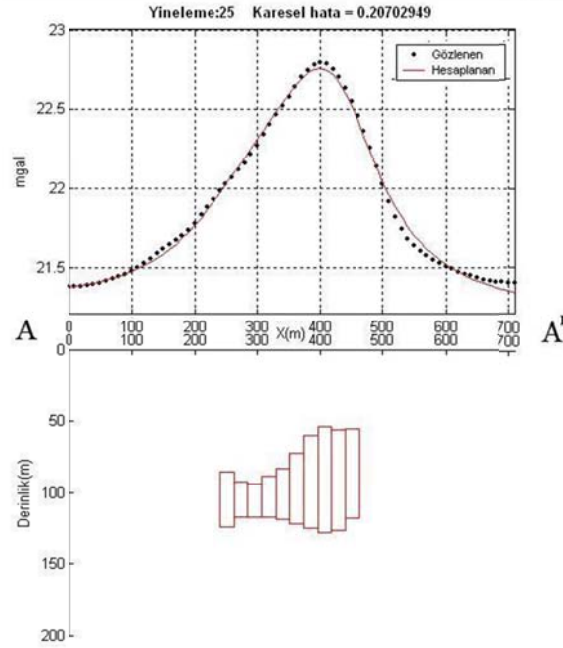 Yineleme:25 Karesel hata = 0.20702949
23
22.5
22
21.5
mgal
Gözlenen
Hesaplanan
0 100 200 300 400 500 600 700
X(m)
A A'
0 100 200 300 400 500 600 700
0
50
100
150
200
Derinlik(m)